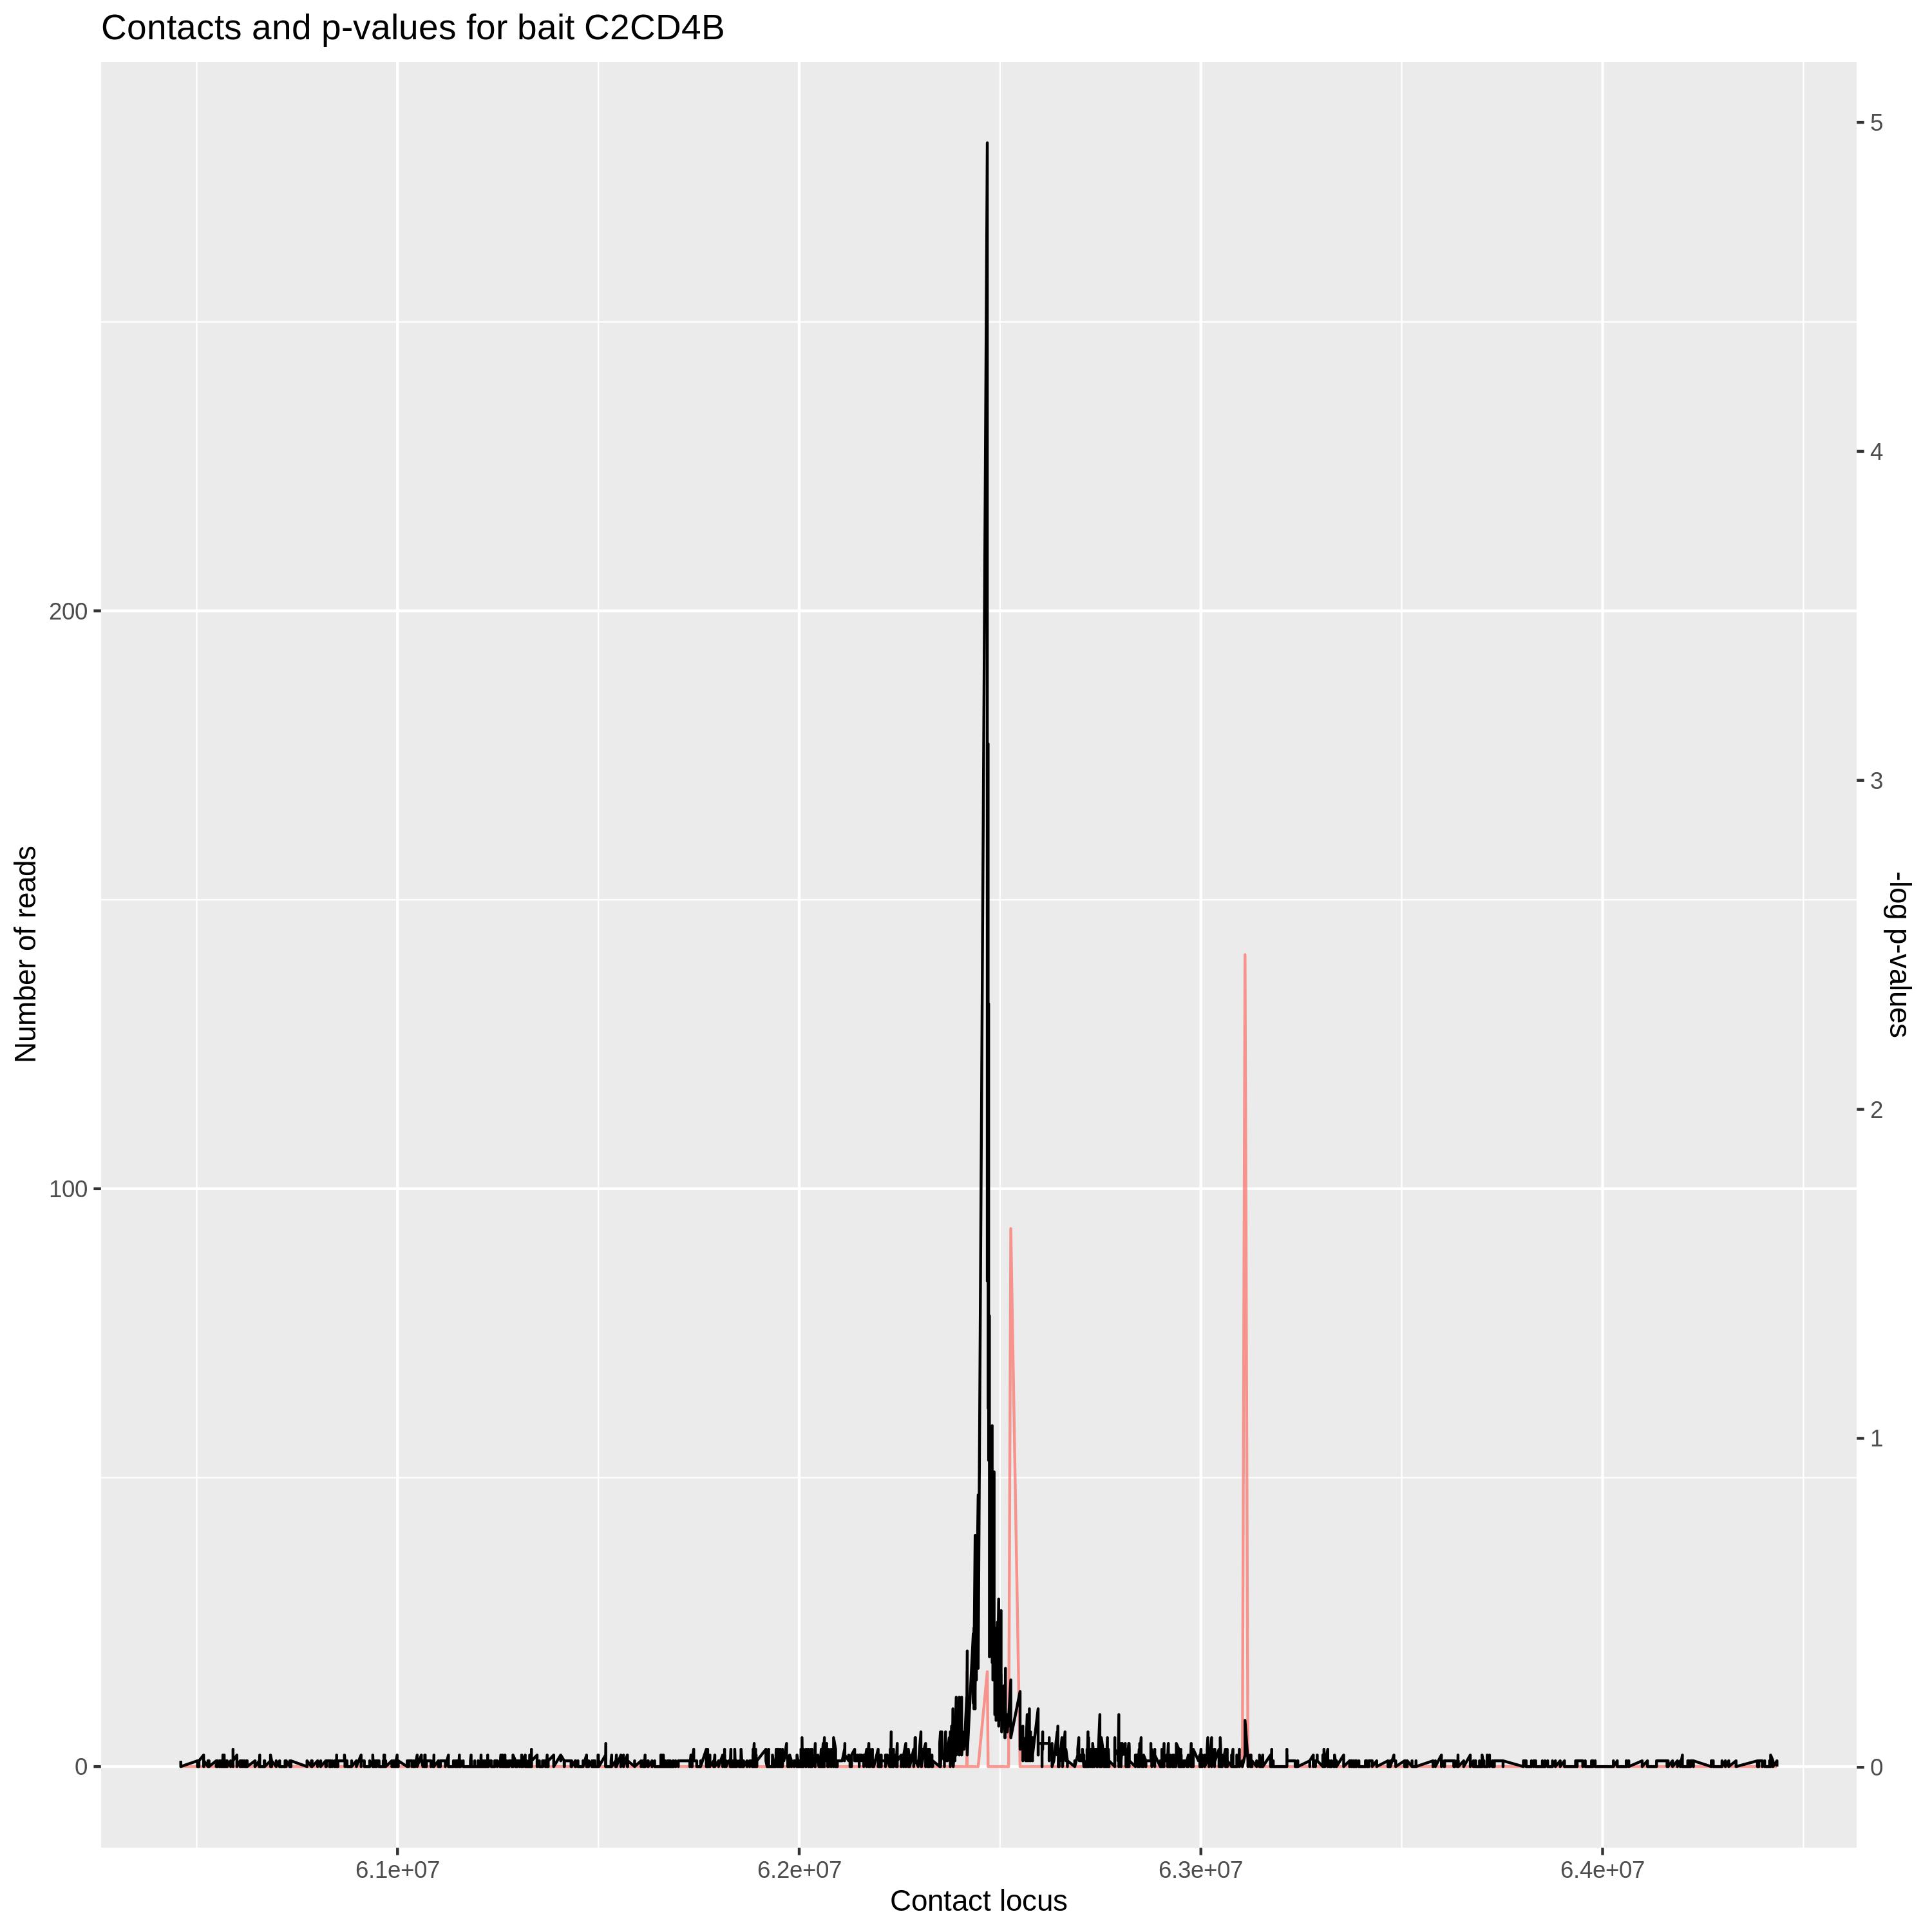 Contacts and p-values for bait C2CD4B
Number of reads
200
100
0
-log p-values
5
4
3
2
1
0
6.1e+07
6.2e+07
6.3e+07
6.4e+07
Contact locus